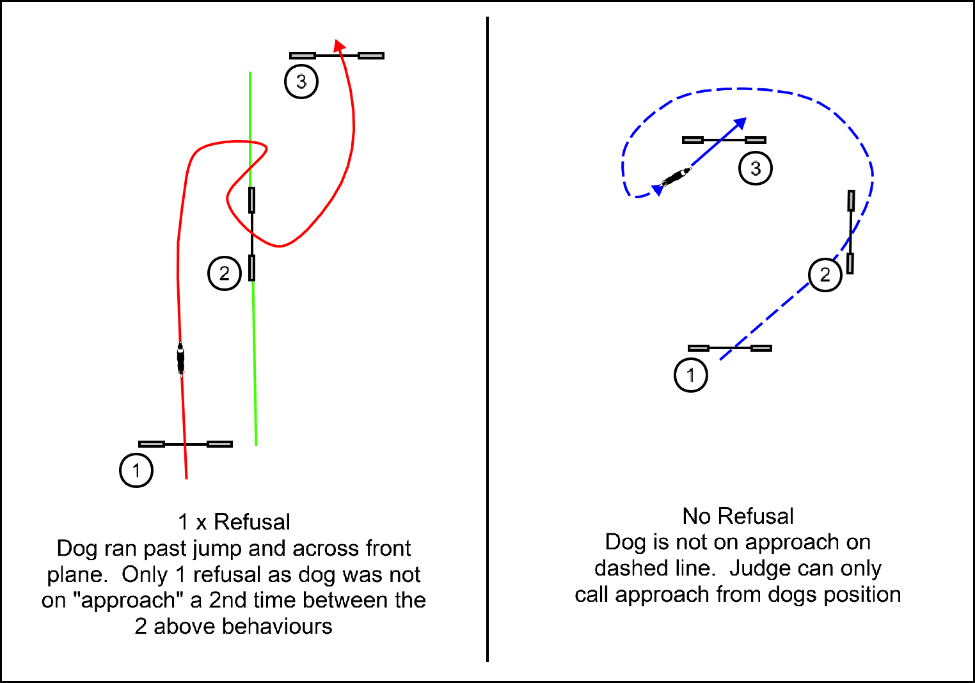 3
2
1
1 x Refusal
Dog ran past jump and across front
plane.  Only 1 refusal as dog was not
on "approach" a 2nd time between the
2 above behaviours
3
2
1
No Refusal
Dog is not on approach on
dashed line.  Judge can only
call approach from dogs position